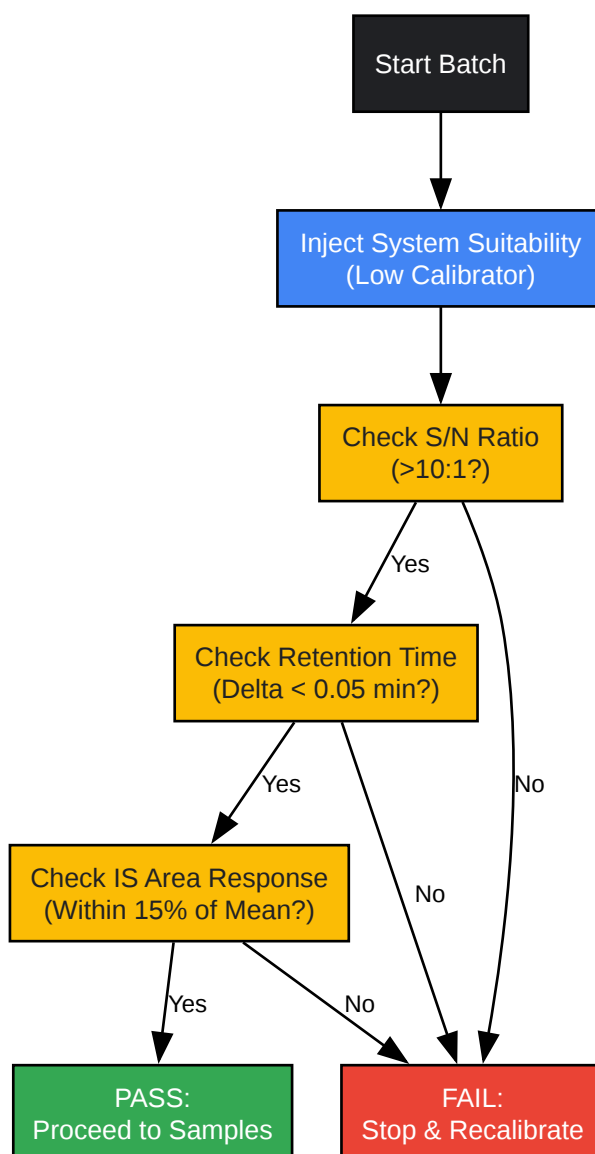 Start Batch
Inject System Suitability
(Low Calibrator)
Check S/N Ratio
(>10:1?)
Yes
Check Retention Time
(Delta < 0.05 min?)
Yes
No
Check IS Area Response
(Within 15% of Mean?)
No
Yes
No
PASS:
Proceed to Samples
FAIL:
Stop & Recalibrate